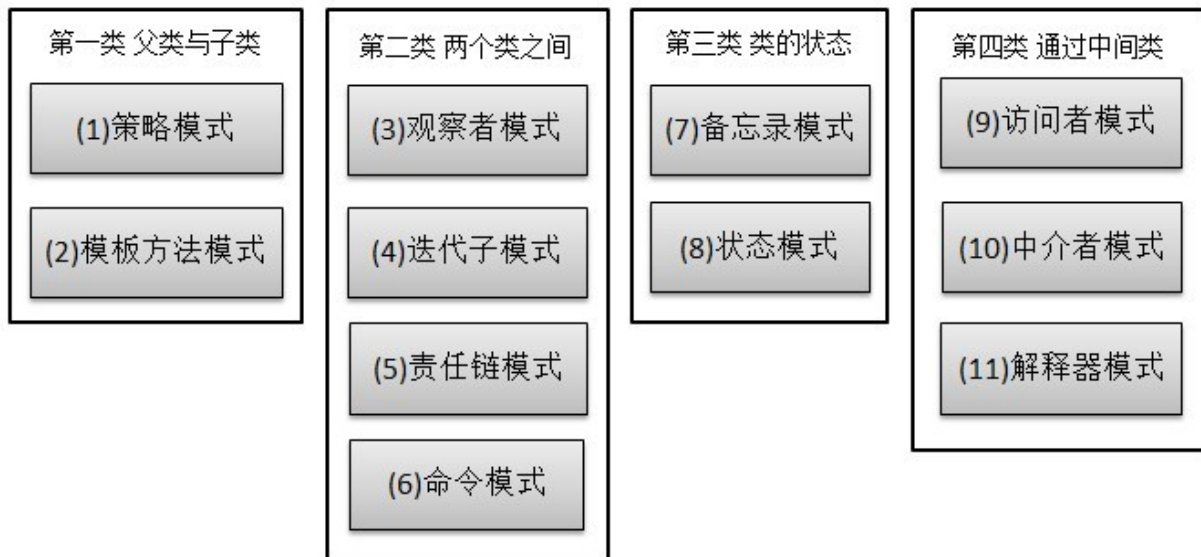 第一类 父类与子类
(1)策略模式
(2)模板方法模式
第二类 两个类之间
(3)观察者模式
(4)迭代子模式
(5)责任链模式
(6)命令模式
第三类 类的状态
(7)备忘录模式
(8)状态模式
第四类 通过中间类
(9)访问者模式
(10)中介者模式
(11)解释器模式